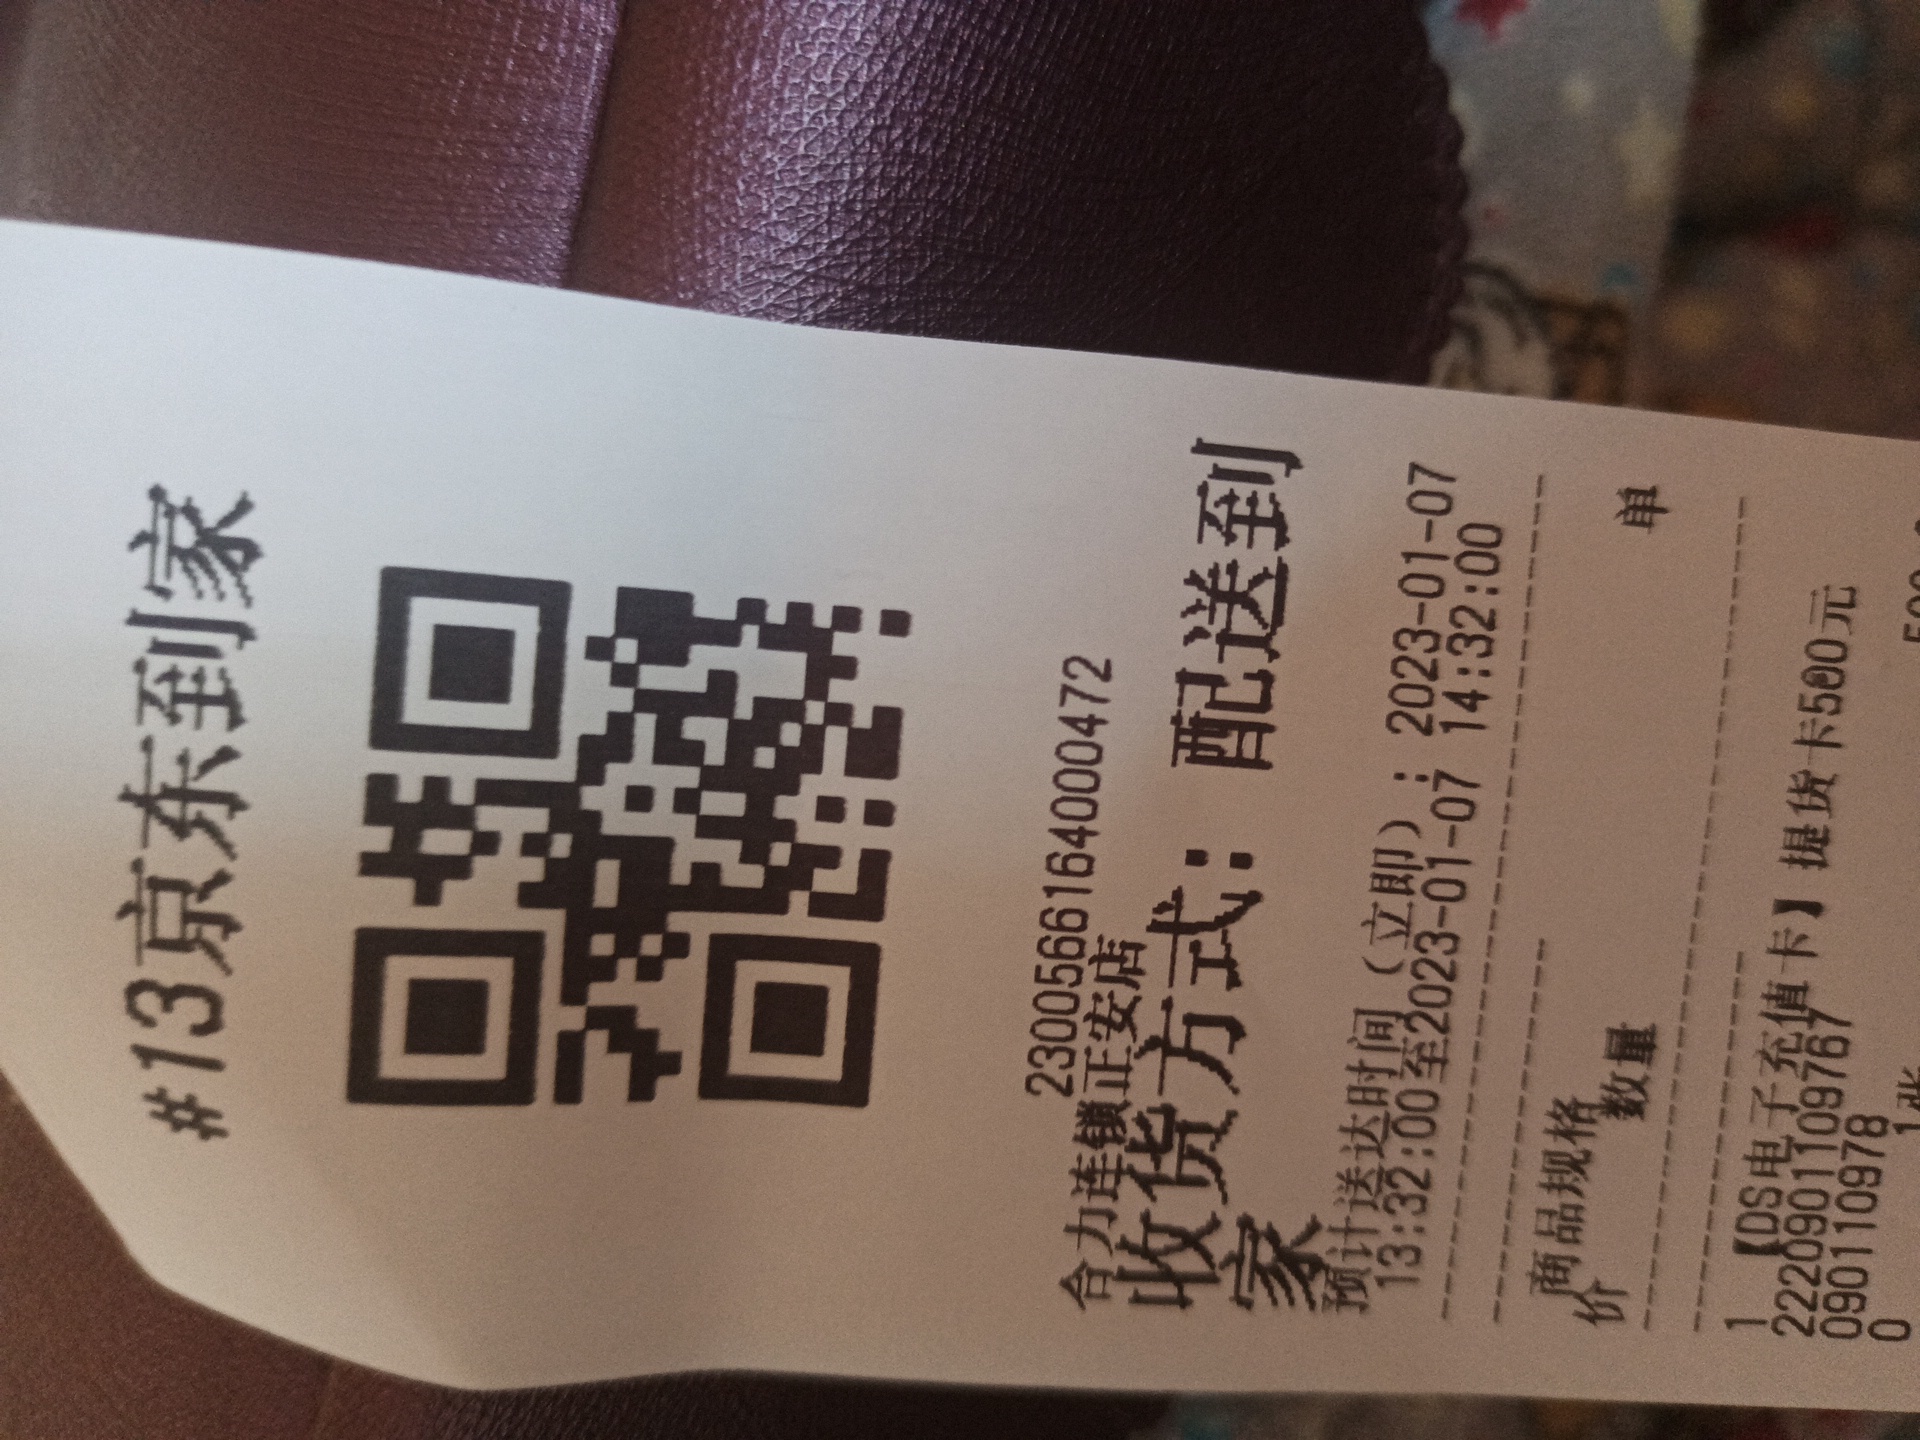 #13京东到家
2300566164000472
合力连锁正安店
收货方式：配送到
家
预计送达时间（立即）：2023-01-07
13:32:00至2023-01-07 14:32:00
商品规格
数量 单
价
1 【DS电子充值卡】提货卡500元
2220901109767
0901110978
0
1张